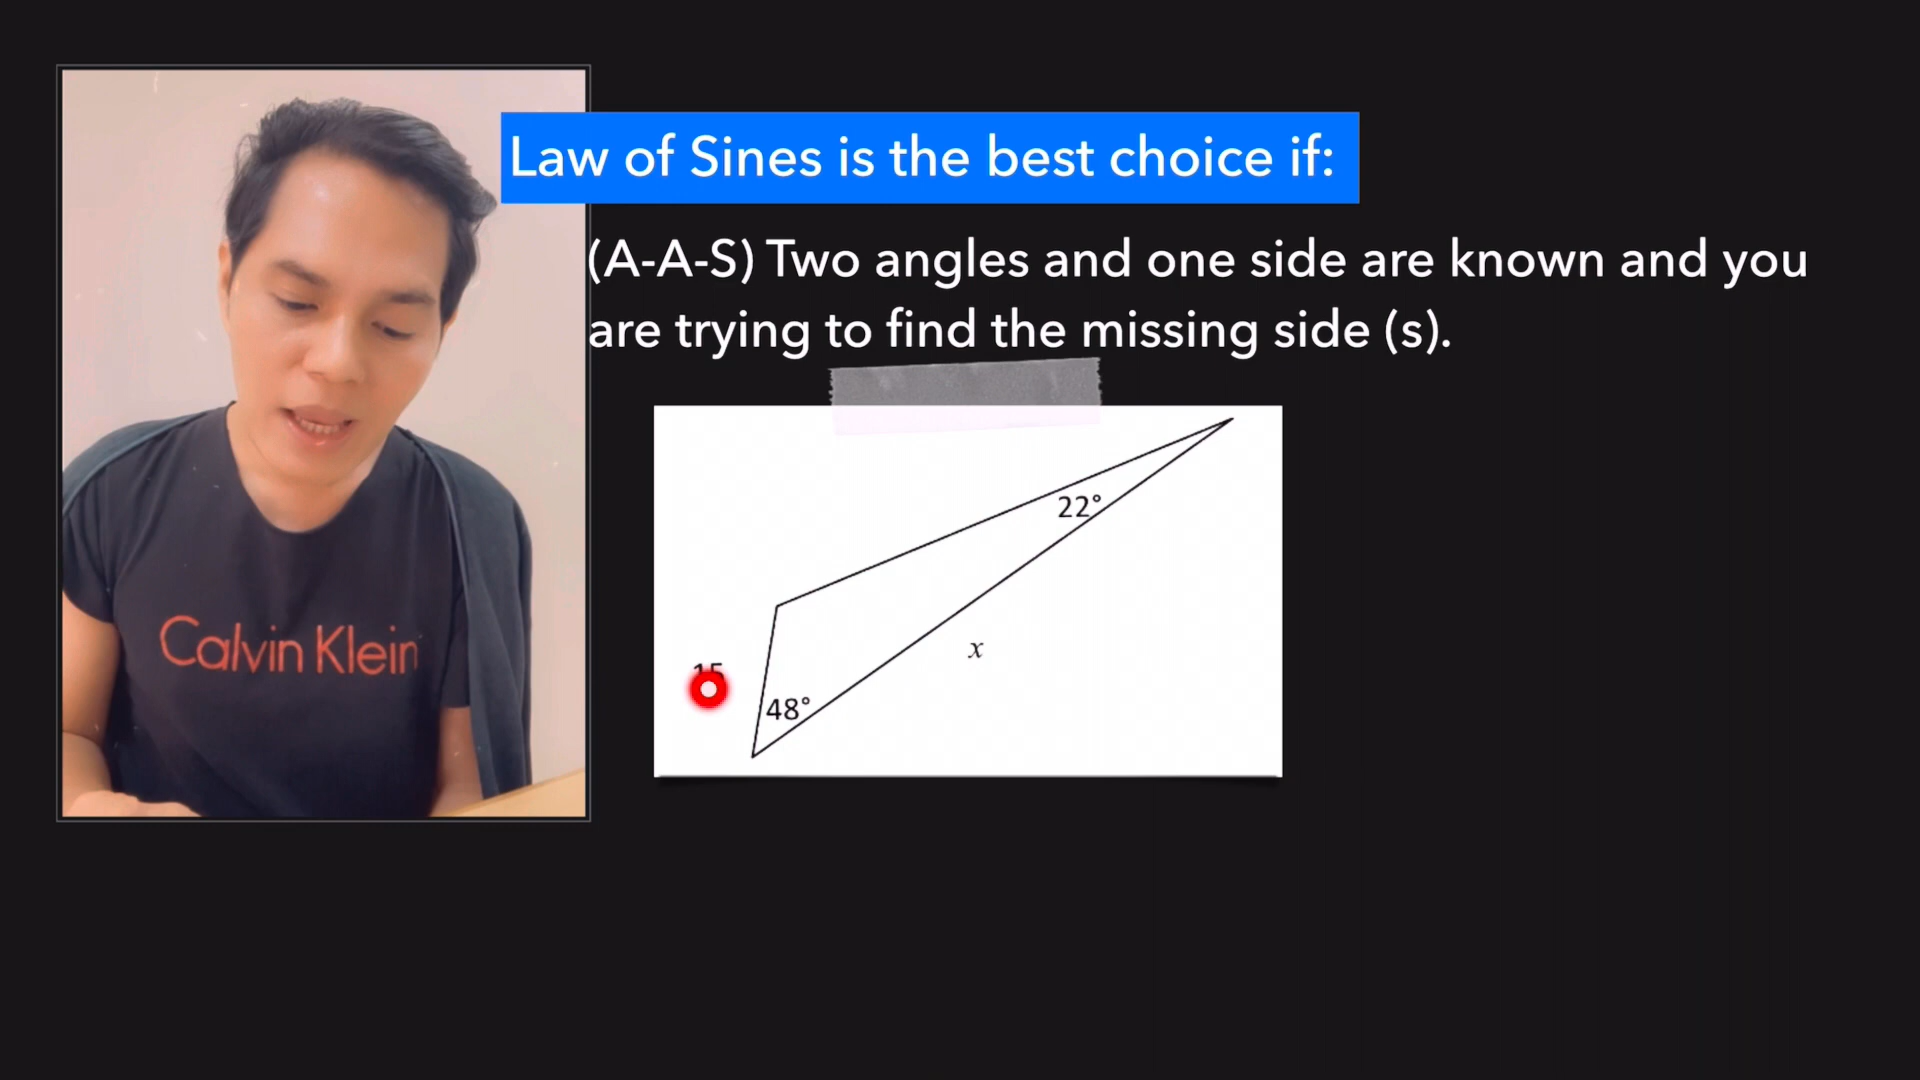 Law of Sines is the best choice if:
(A-A-S) Two angles and one side are known and you
are trying to find the missing side (s).
22°
x
15
48°
Calvin Klein